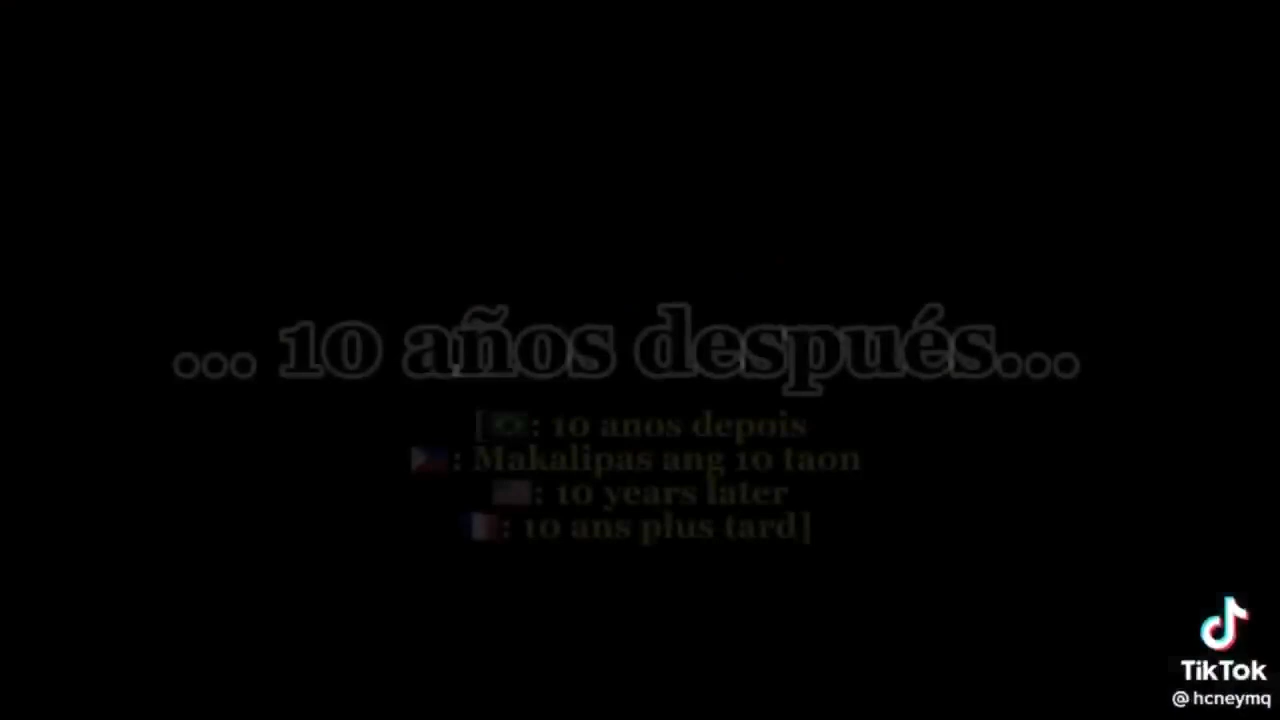 ... 10 años después...
[🇧🇷: 10 anos depois
🇵🇭: Makalipas ang 10 taon
🇺🇸: 10 years later
🇫🇷: 10 ans plus tard]
TikTok
@hcneymq